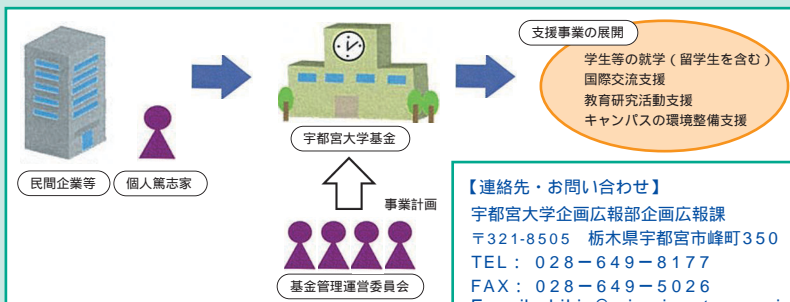 支援事業の展開
学生等の就学（留学生を含む）
国際交流支援
教育研究活動支援
キャンパスの環境整備支援
宇都宮大学基金
民間企業等
個人篤志家
事業計画
基金管理運営委員会
【連絡先・お問い合わせ】
宇都宮大学企画広報部企画広報課
〒321-8505 栃木県宇都宮市峰町350
TEL： 028－649－8177
FAX： 028－649－5026